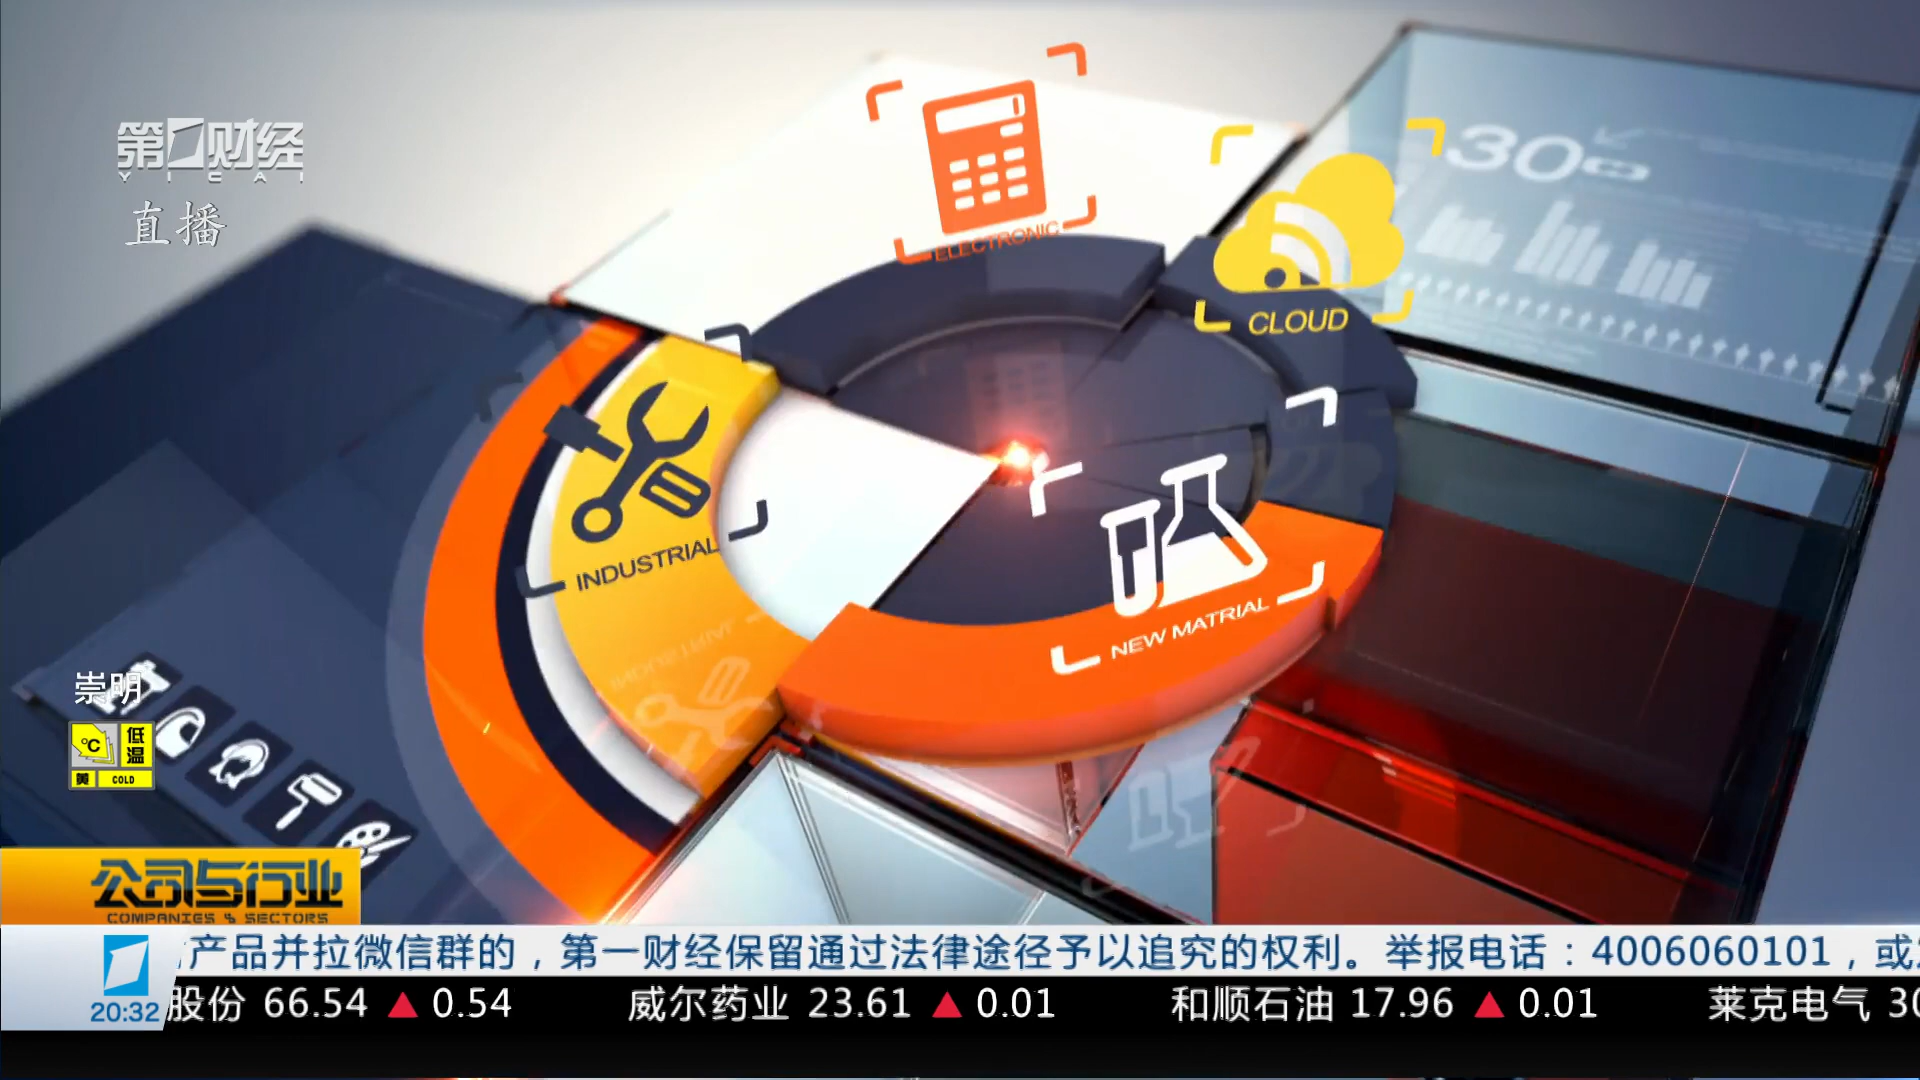 第1财经
YICAI
直播
ELECTRONIC
CLOUD
30
INDUSTRIAL
NEW MATRIAL
崇明
℃ 低温
黄 COLD
公司与行业
COMPANIES & SECTORS
产品并拉微信群的，第一财经保留通过法律途径予以追究的权利。举报电话：4006060101，或
20:32
股份 66.54 ▲ 0.54 威尔药业 23.61 ▲ 0.01 和顺石油 17.96 ▲ 0.01 莱克电气 30